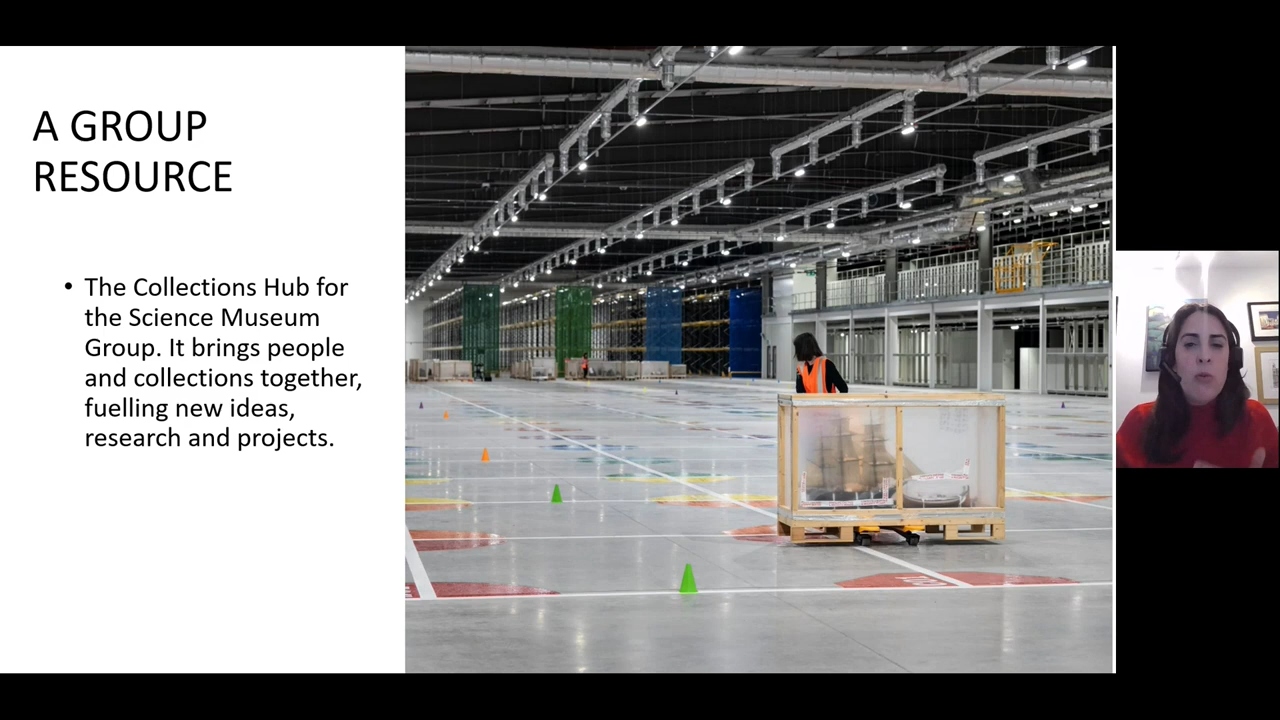 A GROUP
RESOURCE
• The Collections Hub for
the Science Museum
Group. It brings people
and collections together,
fuelling new ideas,
research and projects.